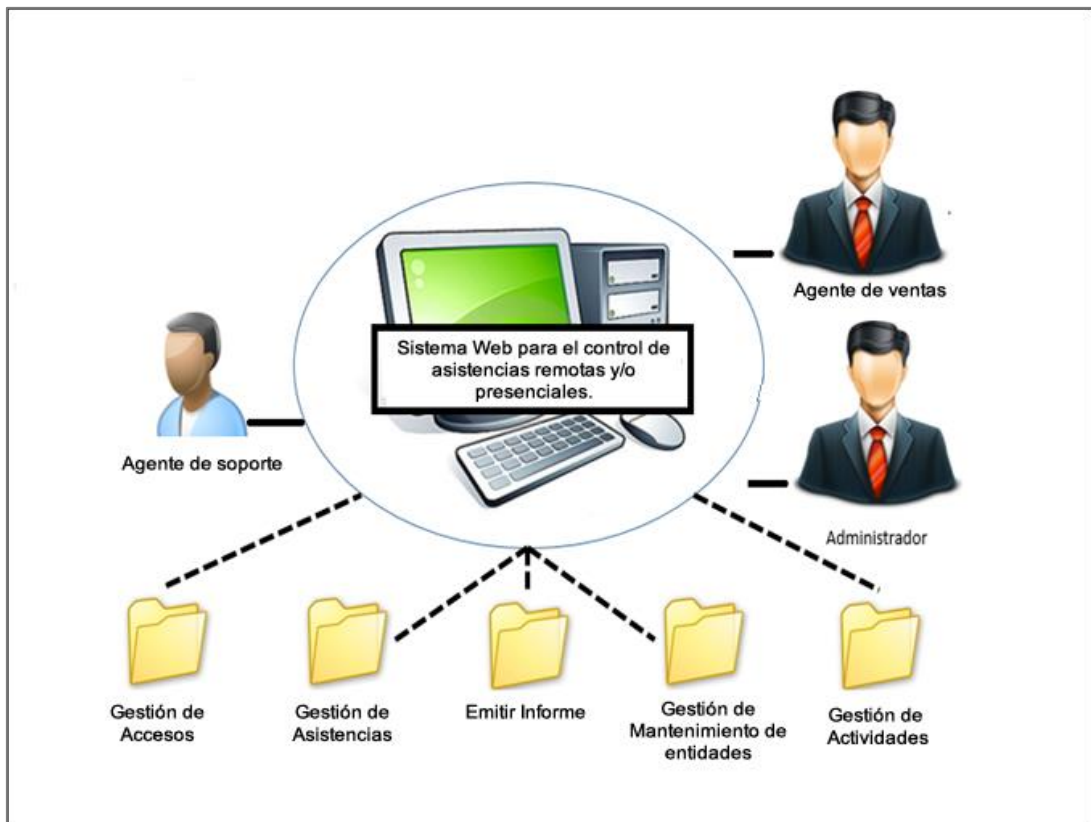 Agente de ventas
Sistema Web para el control de
asistencias remotas y/o
presenciales.
Agente de soporte
Administrador
Gestión de
Accesos
Gestión de
Asistencias
Emitir Informe
Gestión de
Mantenimiento de
entidades
Gestión de
Actividades